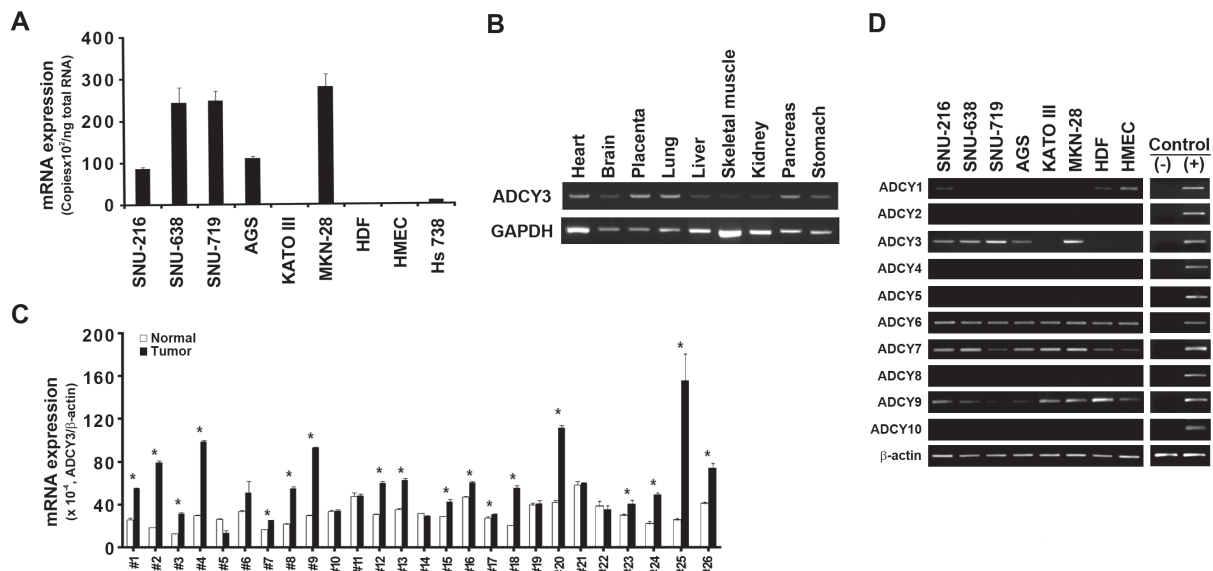 A
mRNA expression
(Copiesx10²/ng total RNA)
400
300
200
100
0
SNU-216
SNU-638
SNU-719
AGS
KATO III
MKN-28
HDF
HMEC
Hs 738
B
Heart
Brain
Placenta
Lung
Liver
Skeletal muscle
Kidney
Pancreas
Stomach
ADCY3
GAPDH
C
mRNA expression
(x 10⁻⁴, ADCY3/β-actin)
200
160
120
80
40
0
Normal
Tumor
* * * * * * * * * * * * * * * * *
#1
#2
#3
#4
#5
#6
#7
#8
#9
#10
#11
#12
#13
#14
#15
#16
#17
#18
#19
#20
#21
#22
#23
#24
#25
#26
D
SNU-216
SNU-638
SNU-719
AGS
KATO III
MKN-28
HDF
HMEC
Control
(-) (+)
ADCY1
ADCY2
ADCY3
ADCY4
ADCY5
ADCY6
ADCY7
ADCY8
ADCY9
ADCY10
β-actin